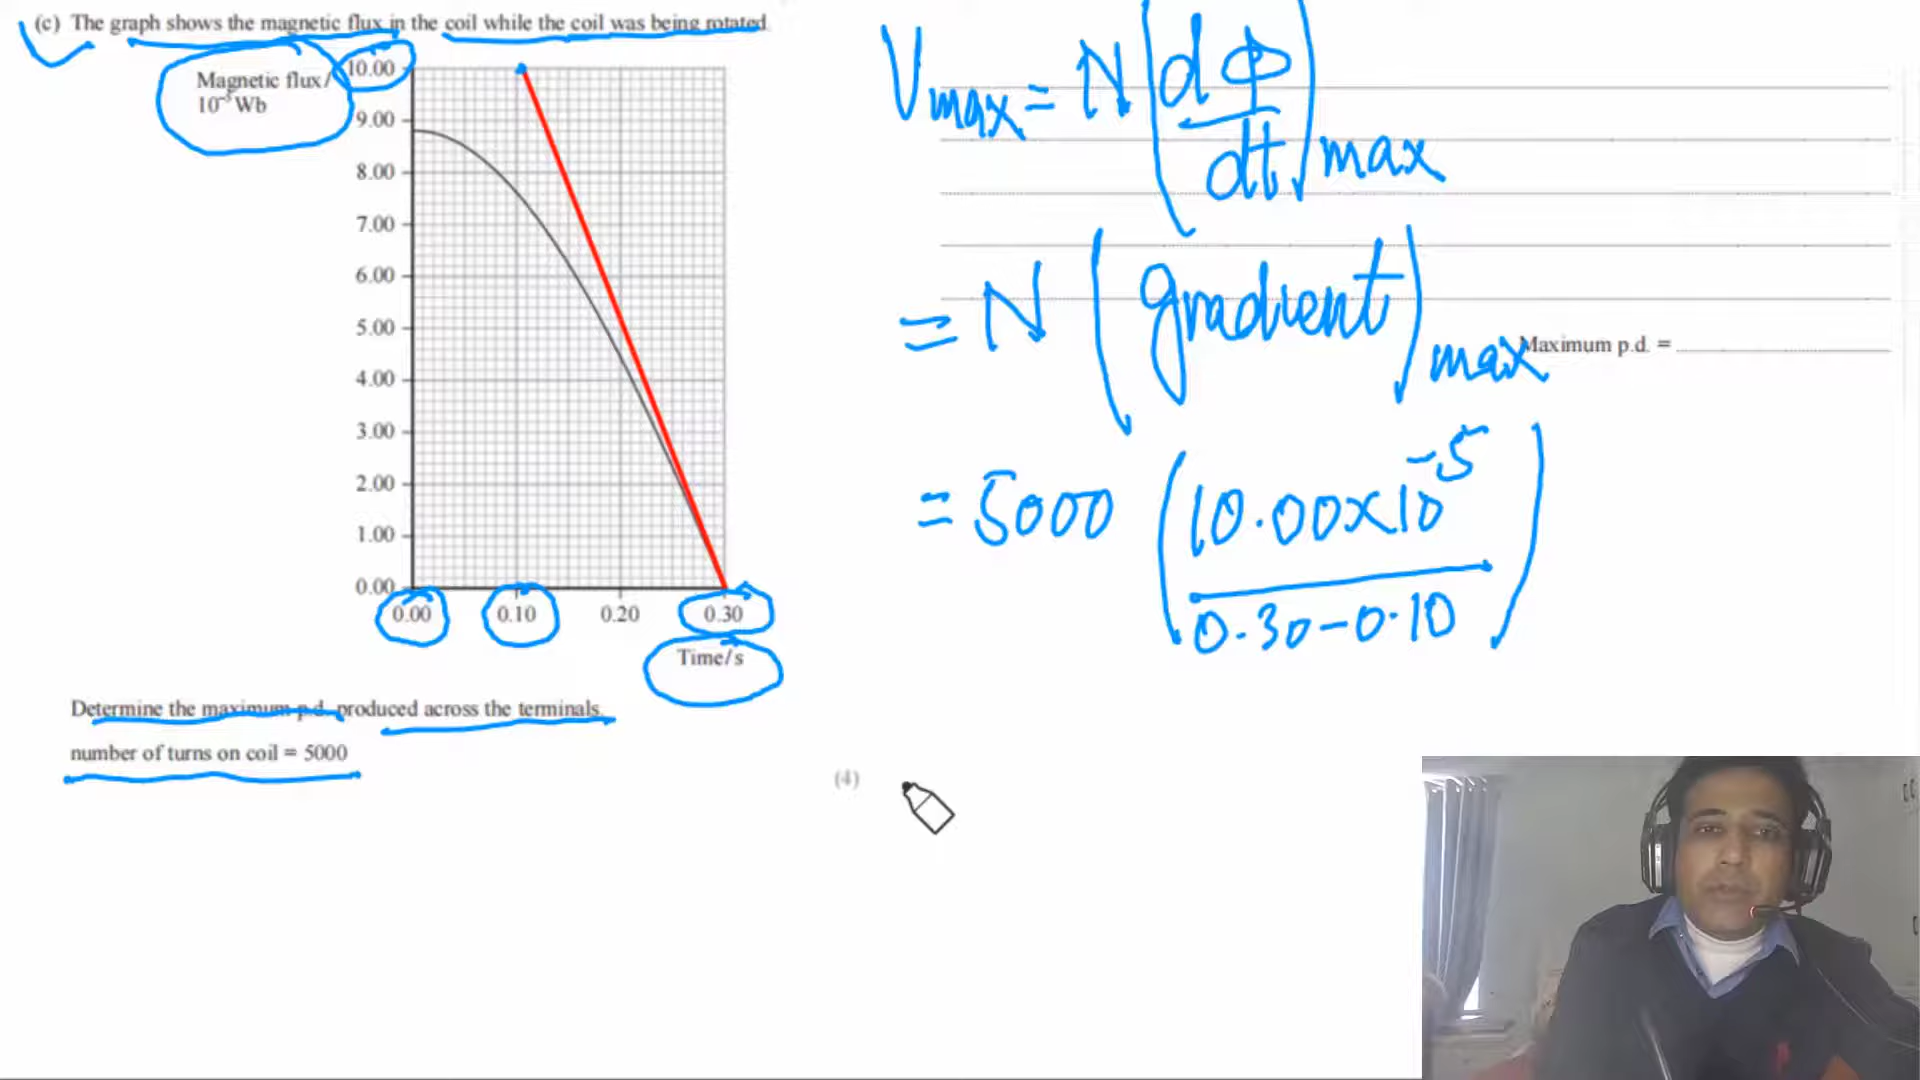 (c) The graph shows the magnetic flux in the coil while the coil was being rotated.
Magnetic flux/
10⁻⁵ Wb
10.00
9.00
8.00
7.00
6.00
5.00
4.00
3.00
2.00
1.00
0.00
0.00 0.10 0.20 0.30
Time/s
Determine the maximum p.d. produced across the terminals.
number of turns on coil = 5000
(4)
Vmax = N (dΦ/dt)max
= N (gradient)max
Maximum p.d. =
= 5000 (10.00×10⁻⁵ / 0.30-0.10)